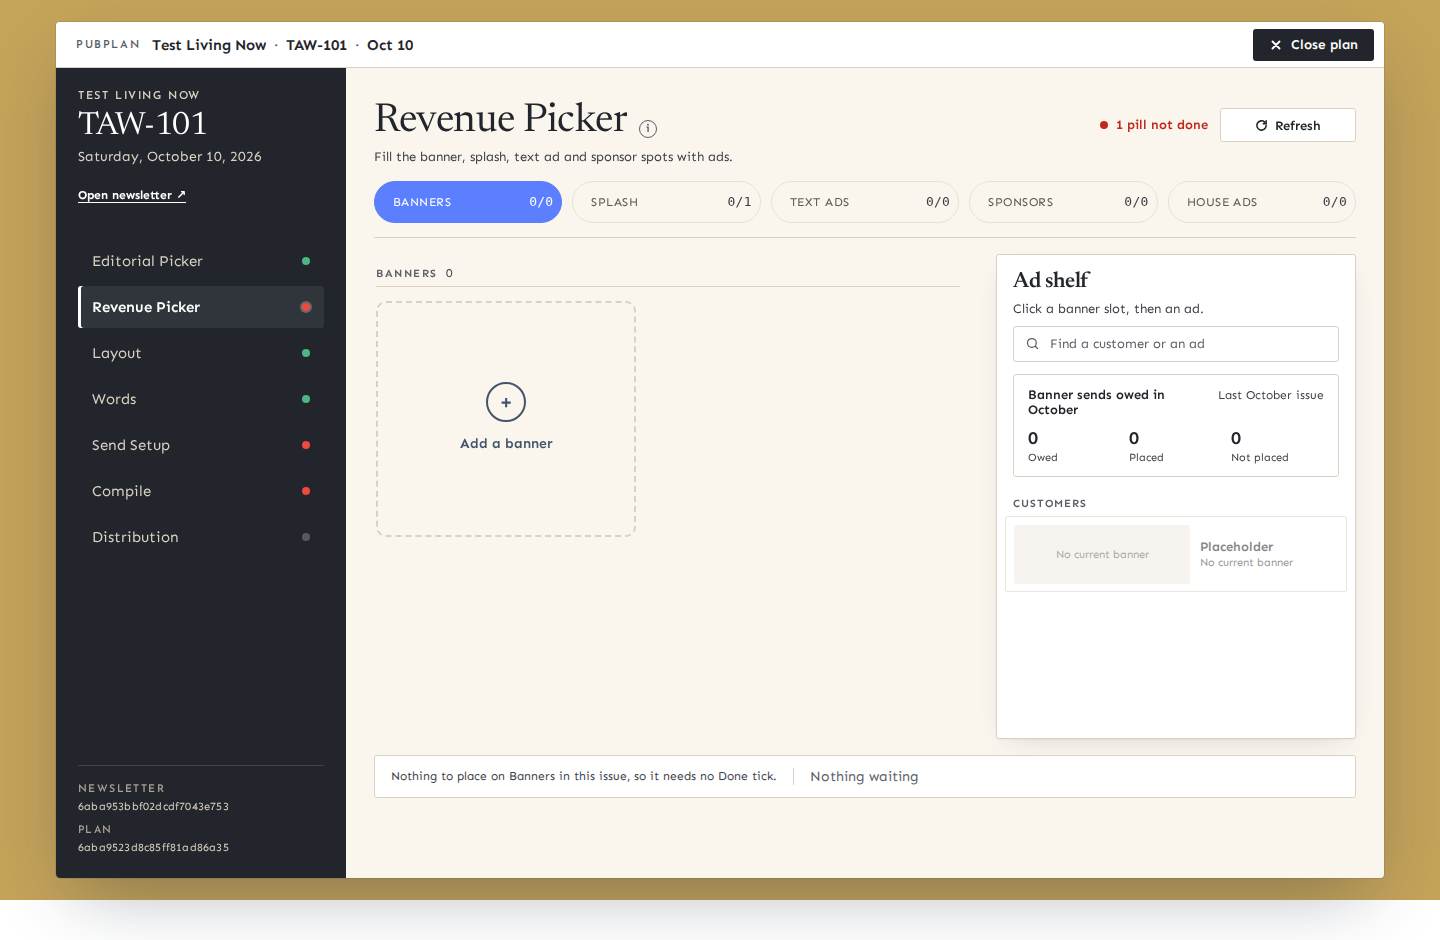 PUBPLAN Test Living Now · TAW-101 · Oct 10
Close plan
TEST LIVING NOW
TAW-101
Saturday, October 10, 2026
Open newsletter ↗
Editorial Picker
Revenue Picker
Layout
Words
Send Setup
Compile
Distribution
NEWSLETTER
6aba953bbf02dcdf7043e753
PLAN
6aba9523d8c85ff81ad86a35
Revenue Picker i
1 pill not done
Refresh
Fill the banner, splash, text ad and sponsor spots with ads.
BANNERS 0/0
SPLASH 0/1
TEXT ADS 0/0
SPONSORS 0/0
HOUSE ADS 0/0
BANNERS 0
+
Add a banner
Ad shelf
Click a banner slot, then an ad.
Find a customer or an ad
Banner sends owed in
October
Last October issue
0 0 0
Owed Placed Not placed
CUSTOMERS
No current banner
Placeholder
No current banner
Nothing to place on Banners in this issue, so it needs no Done tick.
Nothing waiting